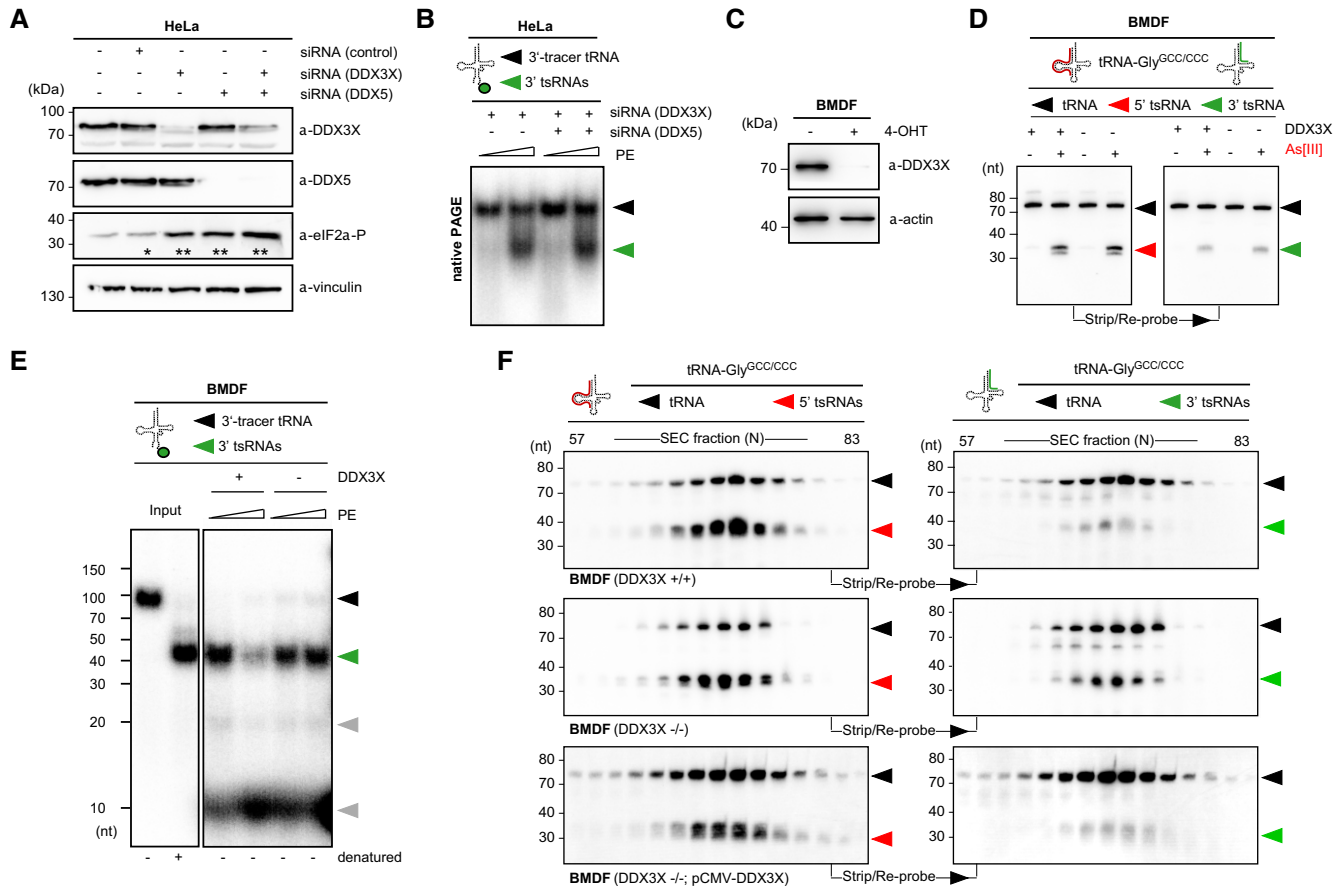 A
HeLa
- + - - - siRNA (control)
- - + - + siRNA (DDX3X)
- - - + + siRNA (DDX5)
(kDa)
100
70
a-DDX3X
70
a-DDX5
40
30
a-eIF2a-P
* ** ** **
130
a-vinculin
B
HeLa
3'-tracer tRNA
3' tsRNAs
+ + + + siRNA (DDX3X)
- - + + siRNA (DDX5)
PE
native PAGE
C
BMDF
(kDa)
- + 4-OHT
70
a-DDX3X
40
a-actin
D
BMDF
tRNA-GlyGCC/CCC
tRNA 5' tsRNA 3' tsRNA
+ + - - + + - - DDX3X
- + - + - + - + As[III]
(nt)
80
70
40
30
Strip/Re-probe
E
BMDF
3'-tracer tRNA
3' tsRNAs
+ - DDX3X
Input
PE
150
100
70
50
40
30
20
10
(nt)
- + - - - - denatured
F
tRNA-GlyGCC/CCC
tRNA 5' tsRNAs
57 SEC fraction (N) 83
(nt)
80
70
40
30
BMDF (DDX3X +/+)
Strip/Re-probe
80
70
40
30
BMDF (DDX3X -/-)
Strip/Re-probe
80
70
40
30
BMDF (DDX3X -/-; pCMV-DDX3X)
Strip/Re-probe
tRNA-GlyGCC/CCC
tRNA 3' tsRNAs
57 SEC fraction (N) 83
(nt)
80
70
40
30
80
70
40
30
80
70
40
30